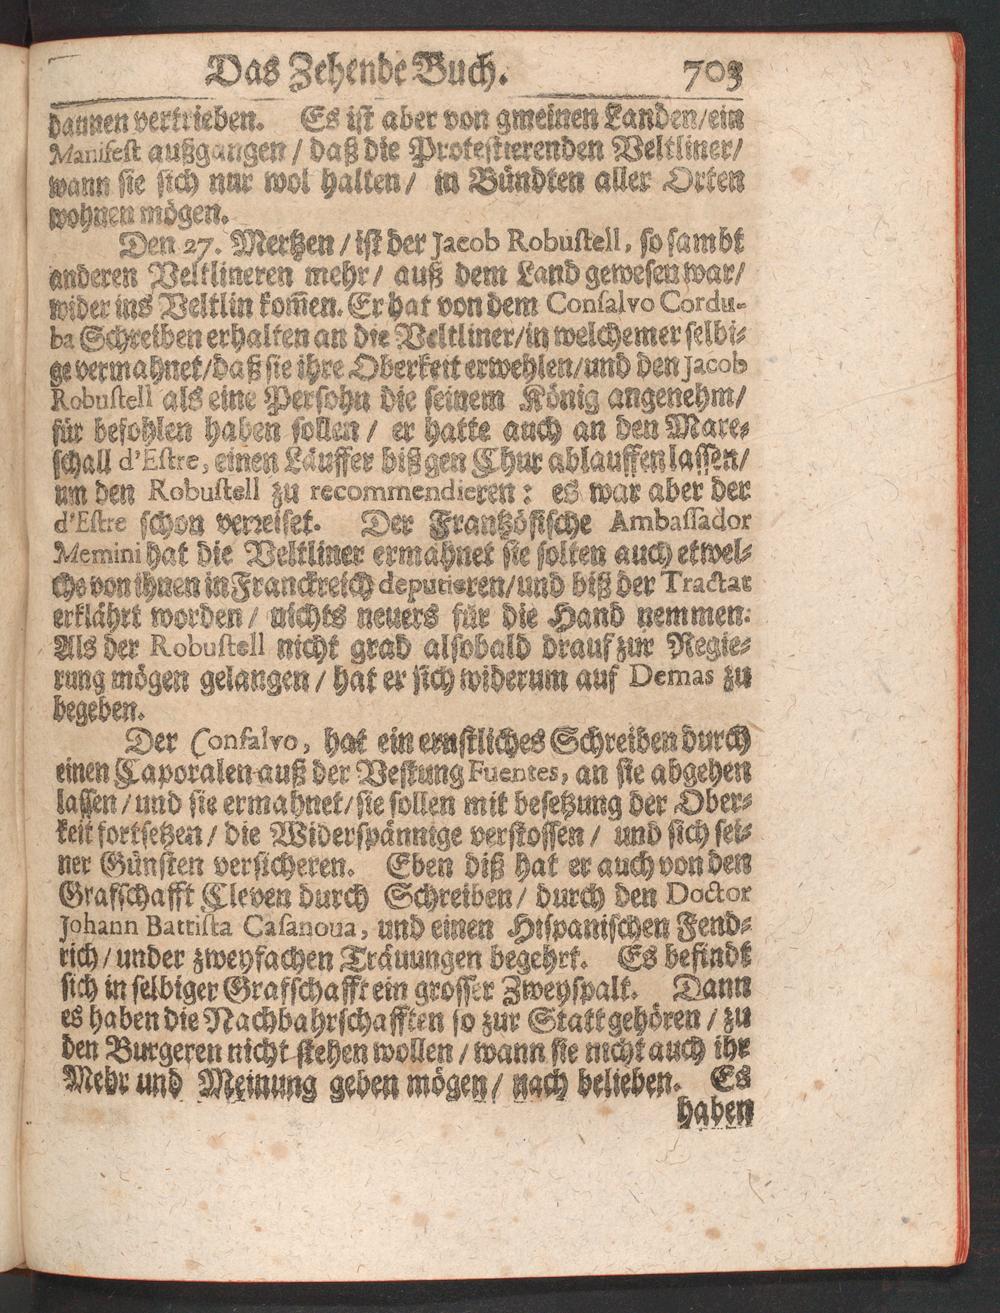 Das Zehende Buch. 703
dannen vertrieben. Es ist aber von gmeinen Landen/ein
Manifest außgangen / daß die Protestierenden Veltliner/
wann sie sich nur wol halten/ in Bündten aller Orten
wohnen mögen.
Den 27. Mertzen / ist der Jacob Robustell, so sambt
anderen Veltlineren mehr/ auß dem Land gewesen war/
wider ins Veltlin kom̃en. Er hat von dem Consalvo Cordu-
ba Schreiben erhalten an die Veltliner/in welchem er selbi-
ge vermahnet/daß sie ihre Oberkeit erwehlen/und den Jacob
Robustell als eine Persohn die seinem König angenehm/
für befohlen haben sollen / er hatte auch an den Mare-
schall d'Estre, einen Läuffer biß gen Chur ablauffen lassen/
um den Robustell zu recommendieren: es war aber der
d'Estre schon verreiset. Der Frantzösische Ambassador
Memini hat die Veltliner ermahnet sie solten auch etwel-
che von ihnen in Franckreich deputieren/und biß der Tractat
erklährt worden / nichts neuers für die Hand nemmen:
Als der Robustell nicht grad alsobald drauf zur Regie-
rung mögen gelangen / hat er sich widerum auf Demas zu
begeben.
Der Consalvo, hat ein ernstliches Schreiben durch
einen Caporalen auß der Vestung Fuentes, an sie abgehen
lassen / und sie ermahnet/sie sollen mit besetzung der Ober-
keit fortsetzen / die Widerspännige verstossen / und sich sei-
ner Günsten versicheren. Eben diß hat er auch von den
Grafschafft Cleven durch Schreiben / durch den Doctor
Johann Battista Casanoua, und einen Hispanischen Fend-
rich / under zweyfachen Träuungen begehrt. Es befindt
sich in selbiger Grafschafft ein grosser Zweyspalt. Dann
es haben die Nachbahrschafften so zur Statt gehören / zu
den Burgeren nicht stehen wollen / wann sie nicht auch ihr
Mehr und Meinung geben mögen / nach belieben. Es
haben